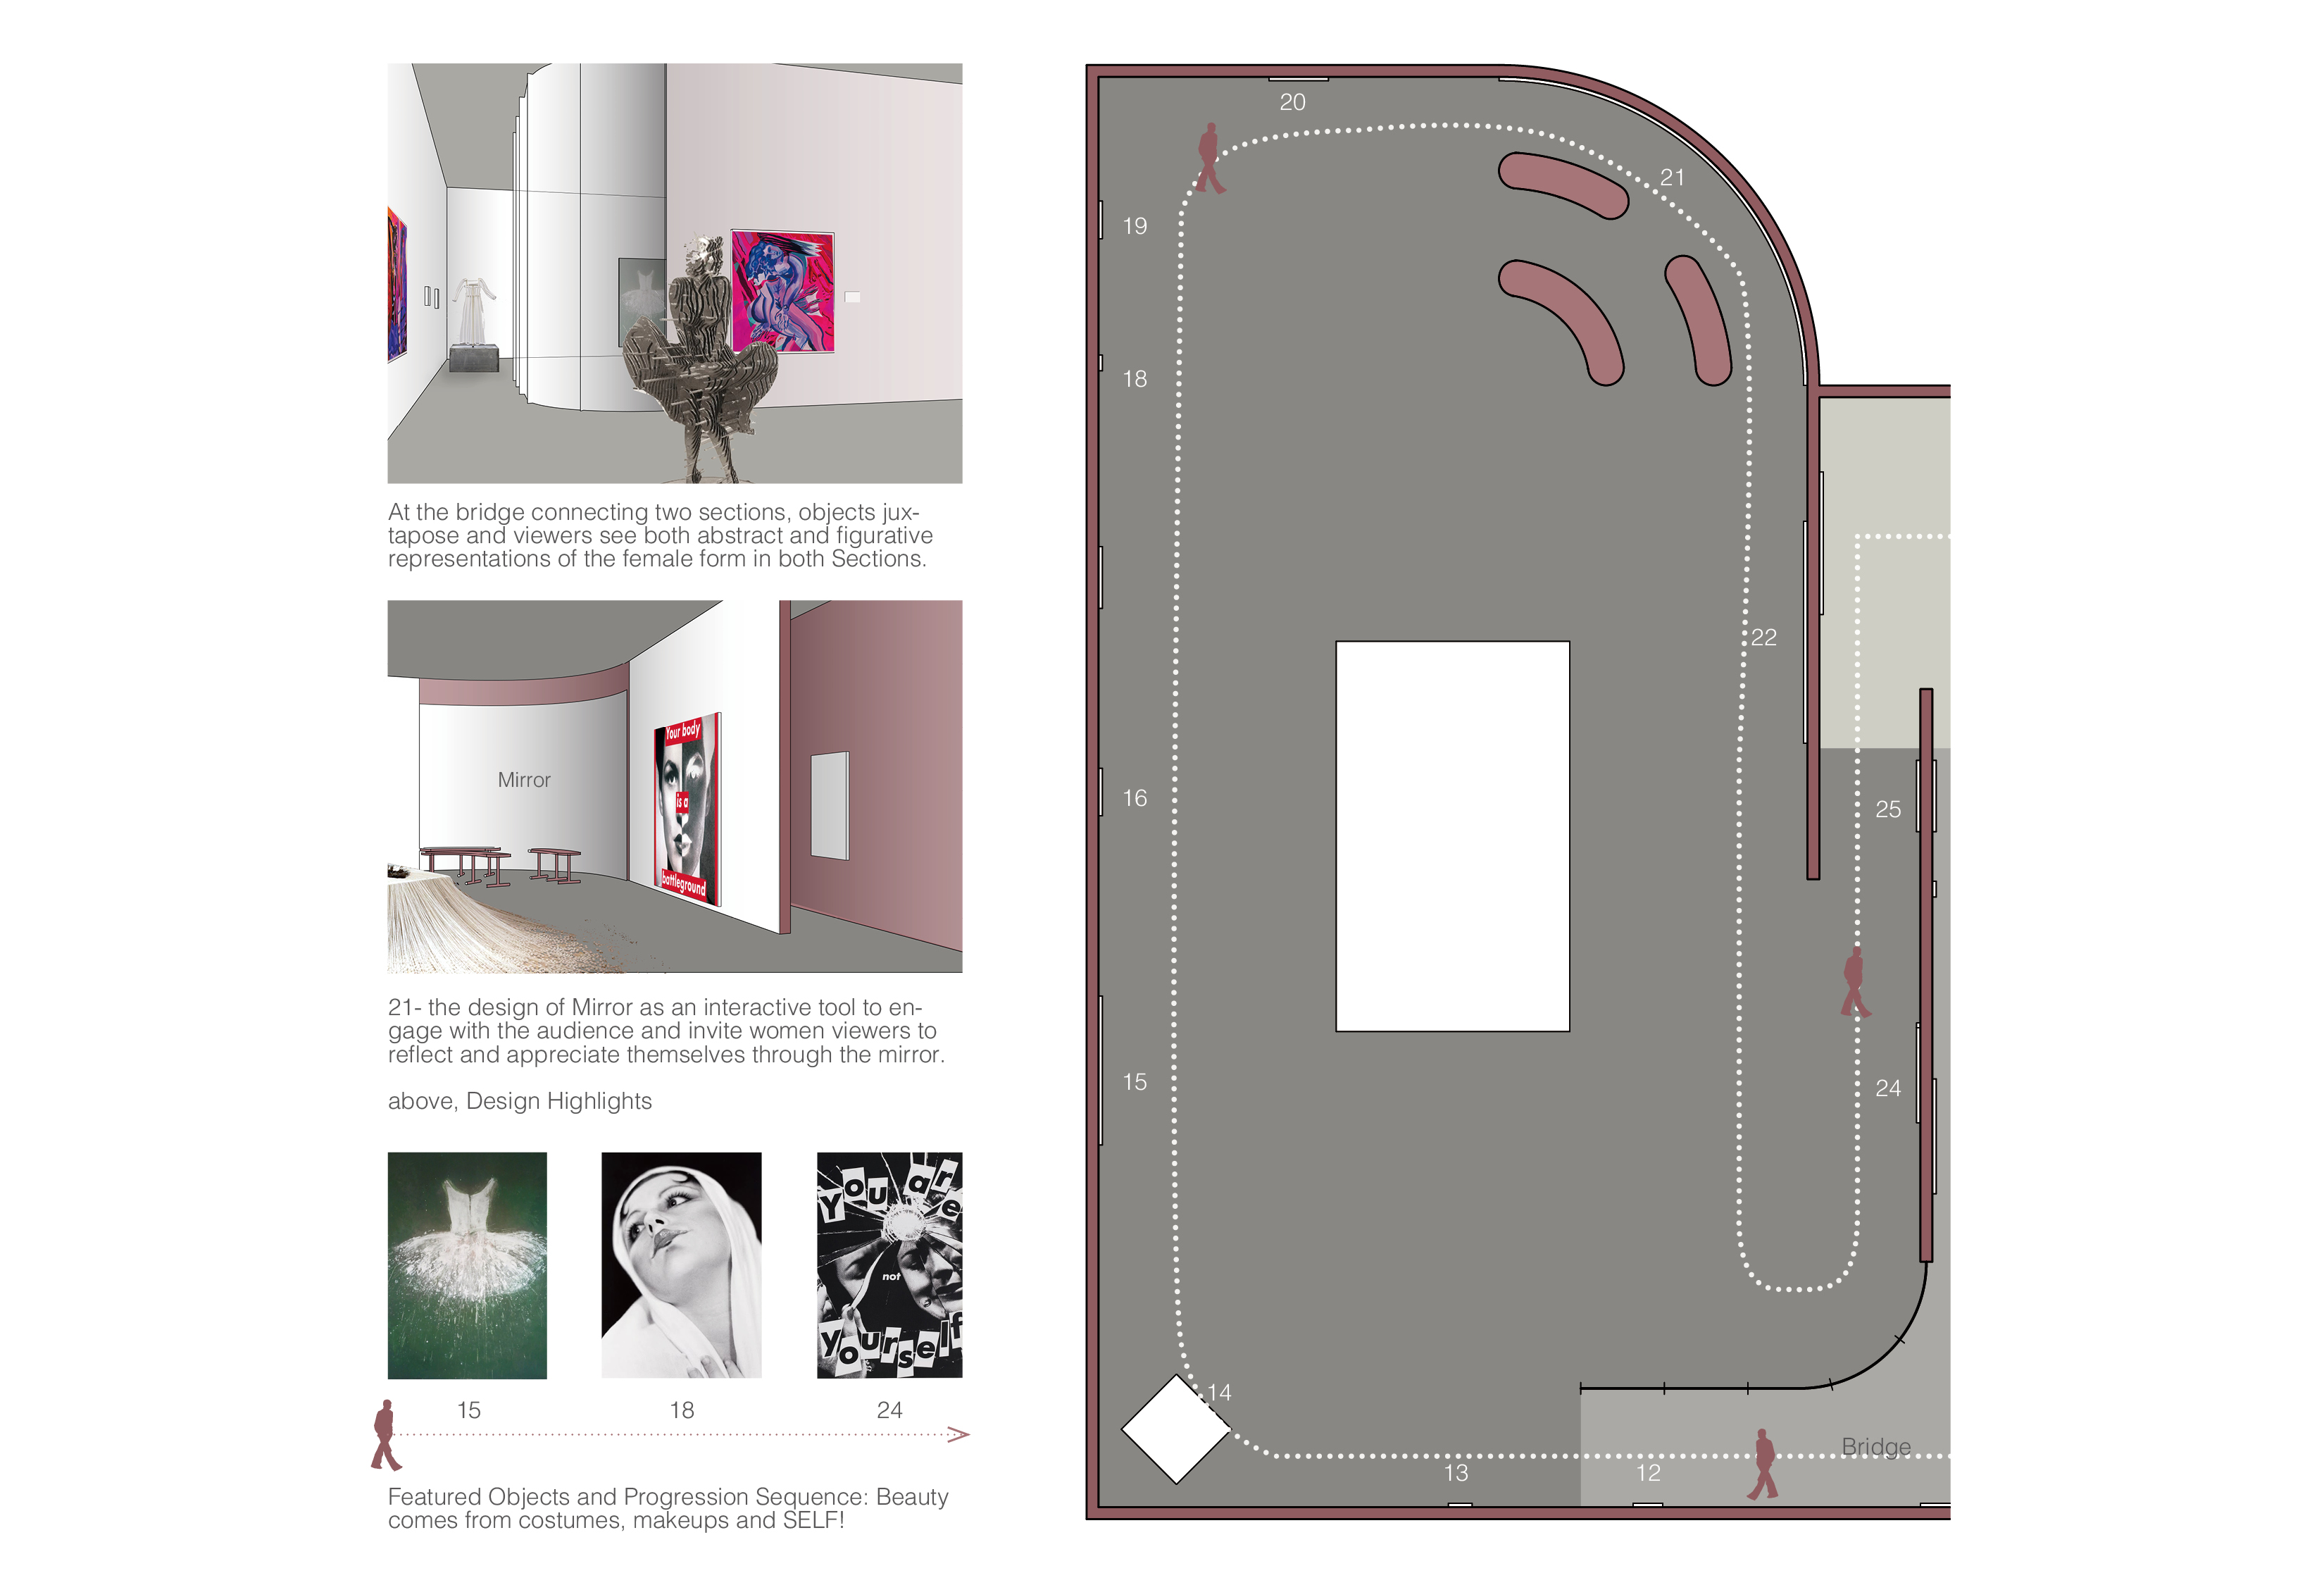 At the bridge connecting two sections, objects jux-
tapose and viewers see both abstract and figurative
representations of the female form in both Sections.
Mirror
Your body
is a
battleground
21- the design of Mirror as an interactive tool to en-
gage with the audience and invite women viewers to
reflect and appreciate themselves through the mirror.
above, Design Highlights
You are
not
yourself
15
18
24
Featured Objects and Progression Sequence: Beauty
comes from costumes, makeups and SELF!
20
21
19
18
22
16
25
15
24
14
Bridge
13
12